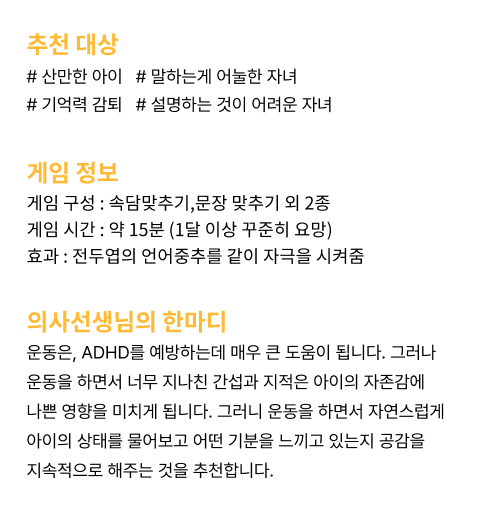 추천 대상
# 산만한 아이 # 말하는게 어눌한 자녀
# 기억력 감퇴 # 설명하는 것이 어려운 자녀
게임 정보
게임 구성 : 속담맞추기,문장 맞추기 외 2종
게임 시간 : 약 15분 (1달 이상 꾸준히 요망)
효과 : 전두엽의 언어중추를 같이 자극을 시켜줌
의사선생님의 한마디
운동은, ADHD를 예방하는데 매우 큰 도움이 됩니다. 그러나
운동을 하면서 너무 지나친 간섭과 지적은 아이의 자존감에
나쁜 영향을 미치게 됩니다. 그러니 운동을 하면서 자연스럽게
아이의 상태를 물어보고 어떤 기분을 느끼고 있는지 공감을
지속적으로 해주는 것을 추천합니다.